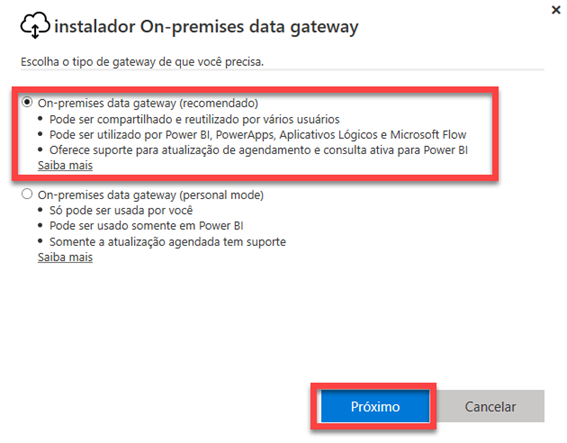 instalador On-premises data gateway
Escolha o tipo de gateway de que você precisa.
On-premises data gateway (recomendado)
• Pode ser compartilhado e reutilizado por vários usuários
• Pode ser utilizado por Power BI, PowerApps, Aplicativos Lógicos e Microsoft Flow
• Oferece suporte para atualização de agendamento e consulta ativa para Power BI
Saiba mais
On-premises data gateway (personal mode)
• Só pode ser usada por você
• Pode ser usado somente em Power BI
• Somente a atualização agendada tem suporte
Saiba mais
Próximo
Cancelar